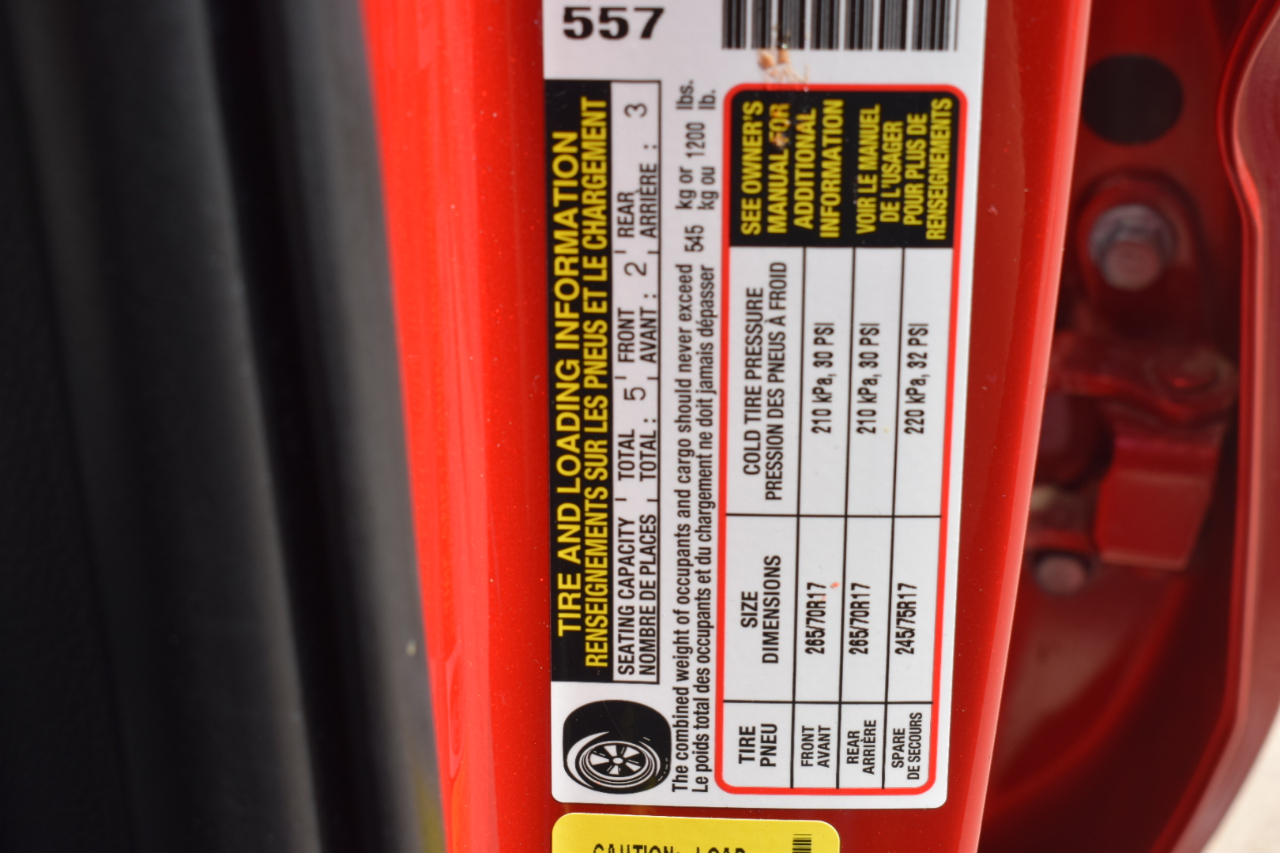 557
TIRE AND LOADING INFORMATION
RENSEIGNEMENTS SUR LES PNEUS ET LE CHARGEMENT
SEATING CAPACITY TOTAL FRONT REAR
NOMBRE DE PLACES TOTAL : 5 AVANT : 2 ARRIÈRE : 3
The combined weight of occupants and cargo should never exceed 545 kg or 1200 lbs.
Le poids total des occupants et du chargement ne doit jamais dépasser kg ou lb.
TIRE SIZE COLD TIRE PRESSURE
PNEU DIMENSIONS PRESSION DES PNEUS À FROID
FRONT
AVANT 265/70R17 210 kPa, 30 PSI
REAR
ARRIÈRE 265/70R17 210 kPa, 30 PSI
SPARE
DE SECOURS 245/75R17 220 kPa, 32 PSI
SEE OWNER'S
MANUAL FOR
ADDITIONAL
INFORMATION
VOIR LE MANUEL
DE L'USAGER
POUR PLUS DE
RENSEIGNEMENTS
CAUTION: LOAD